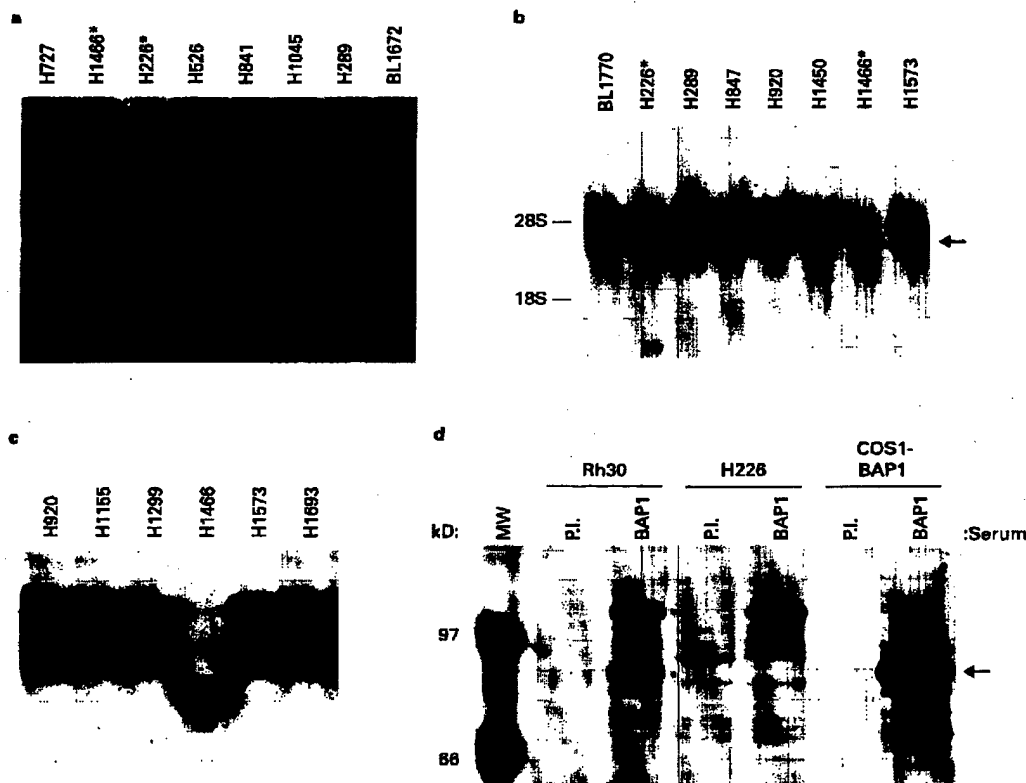 a
H727
H1466*
H226*
H526
H841
H1045
H289
BL1672
b
BL1770
H226*
H289
H847
H920
H1450
H1466*
H1573
28S
18S
c
H920
H1155
H1299
H1466
H1573
H1693
d
Rh30
H226
COS1-
BAP1
kD:
MW
P.I.
BAP1
P.I.
BAP1
P.I.
BAP1
:Serum
97
66